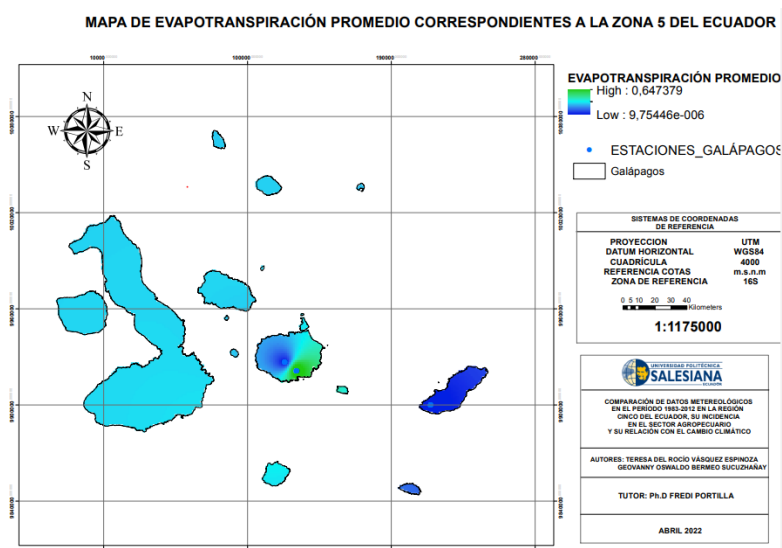 MAPA DE EVAPOTRANSPIRACIÓN PROMEDIO CORRESPONDIENTES A LA ZONA 5 DEL ECUADOR
100000
190000
280000
N
W
E
S
EVAPOTRANSPIRACIÓN PROMEDIO
High : 0,647379
Low : 9,75446e-006
ESTACIONES_GALÁPAGOS
Galápagos
SISTEMAS DE COORDENADAS
DE REFERENCIA
PROYECCION UTM
DATUM HORIZONTAL WGS84
CUADRÍCULA 4000
REFERENCIA COTAS m.s.n.m
ZONA DE REFERENCIA 16S
0 5 10 20 30 40
Kilometers
1:1175000
UNIVERSIDAD POLITÉCNICA
SALESIANA
ECUADOR
COMPARACIÓN DE DATOS METEREOLÓGICOS
EN EL PERÍODO 1983-2012 EN LA REGIÓN
CINCO DEL ECUADOR, SU INCIDENCIA
EN EL SECTOR AGROPECUARIO
Y SU RELACIÓN CON EL CAMBIO CLIMÁTICO
AUTORES: TERESA DEL ROCÍO VÁSQUEZ ESPINOZA
GEOVANNY OSWALDO BERMEO SUCUZHAÑAY
TUTOR: Ph.D FREDI PORTILLA
ABRIL 2022